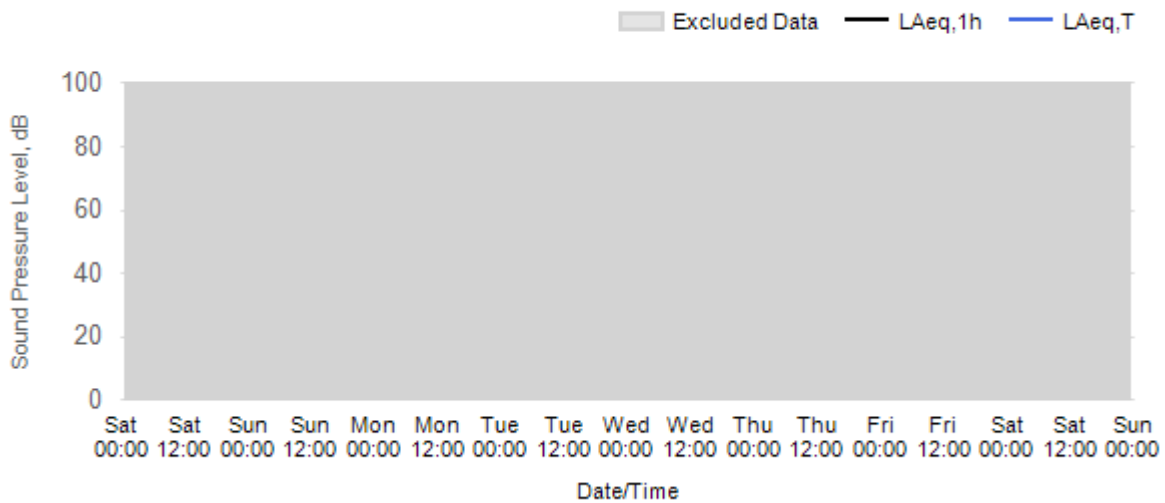 Excluded Data LAeq,1h LAeq,T
Sound Pressure Level, dB
100
80
60
40
20
0
Sat Sat Sun Sun Mon Mon Tue Tue Wed Wed Thu Thu Fri Fri Sat Sat Sun
00:00 12:00 00:00 12:00 00:00 12:00 00:00 12:00 00:00 12:00 00:00 12:00 00:00 12:00 00:00 12:00 00:00
Date/Time